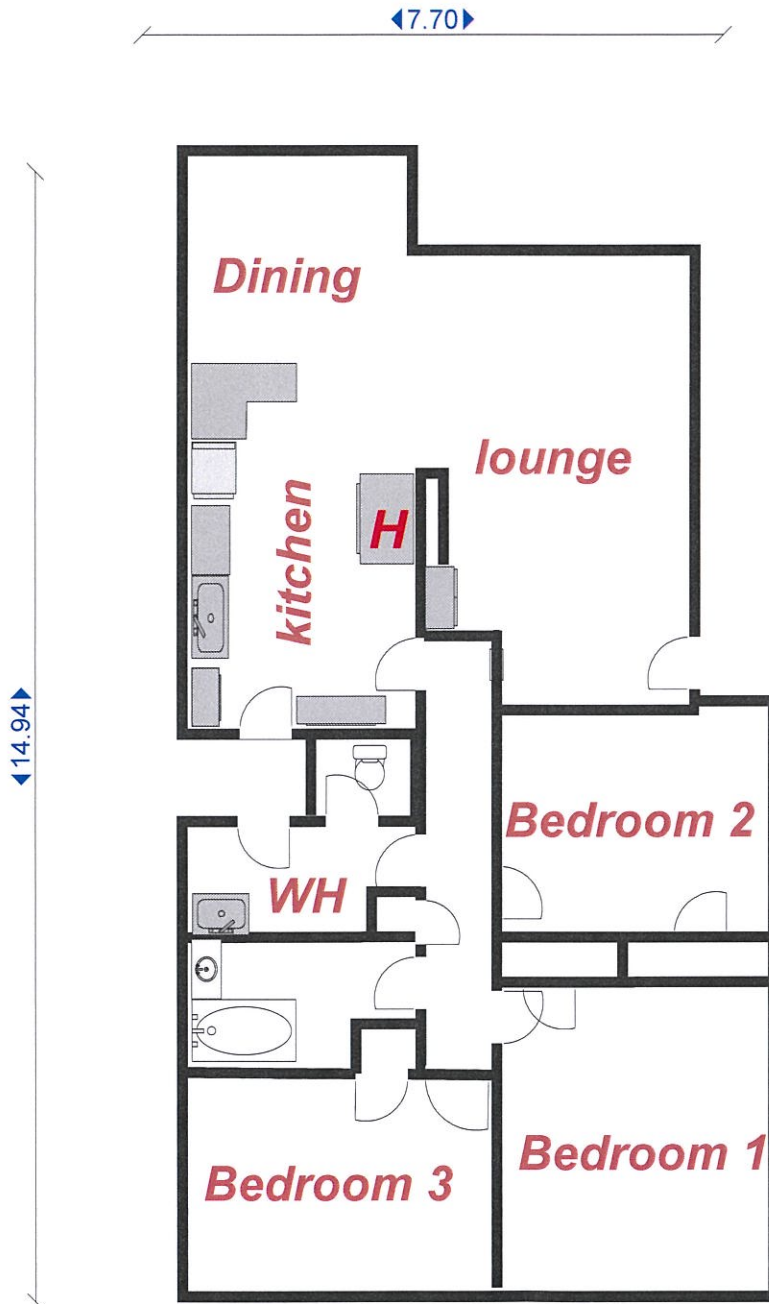 ◀7.70▶
Dining
lounge
kitchen
H
◀14.94▶
Bedroom 2
WH
Bedroom 1
Bedroom 3